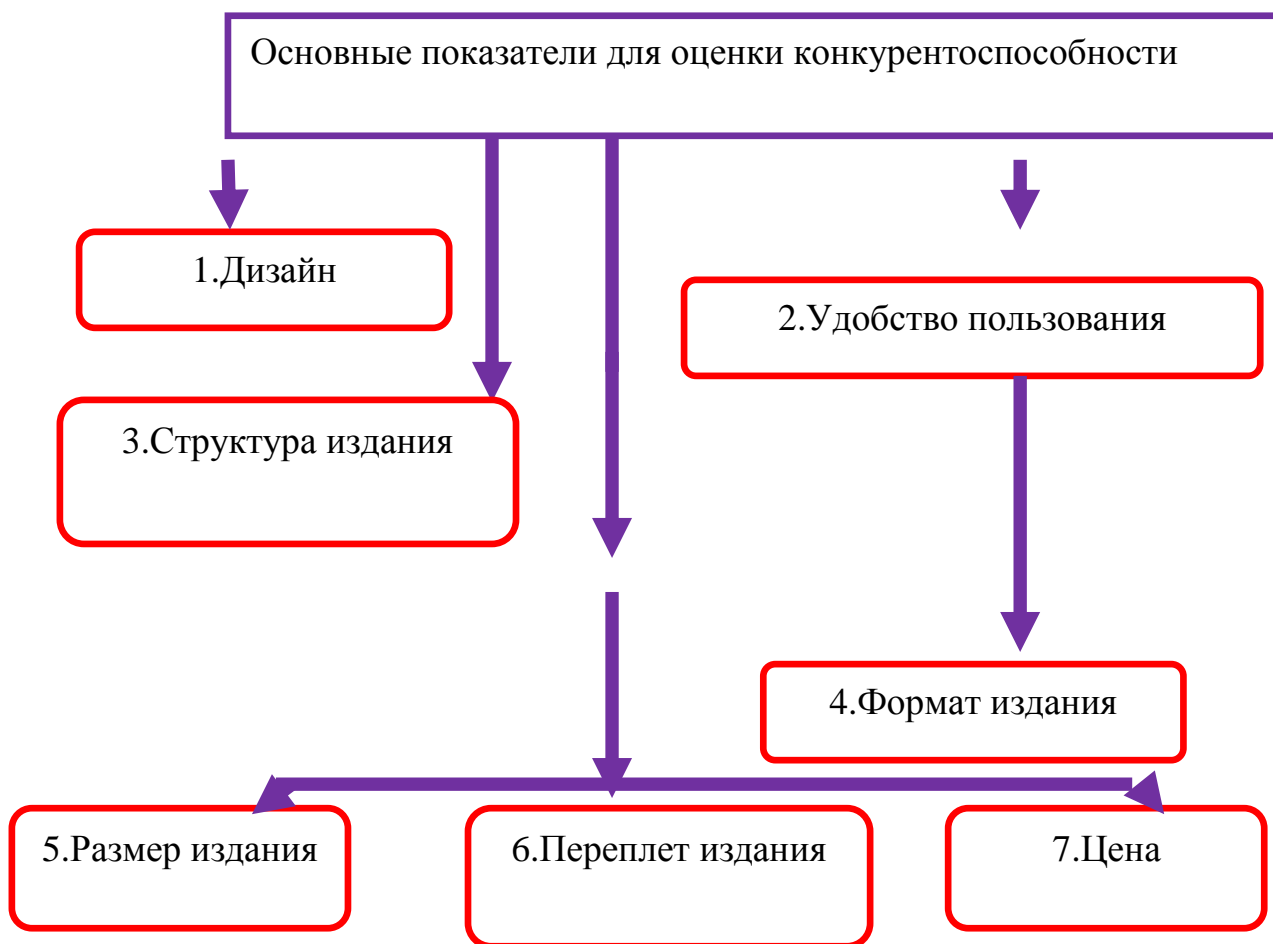 Основные показатели для оценки конкурентоспособности
1.Дизайн
2.Удобство пользования
3.Структура издания
4.Формат издания
5.Размер издания
6.Переплет издания
7.Цена